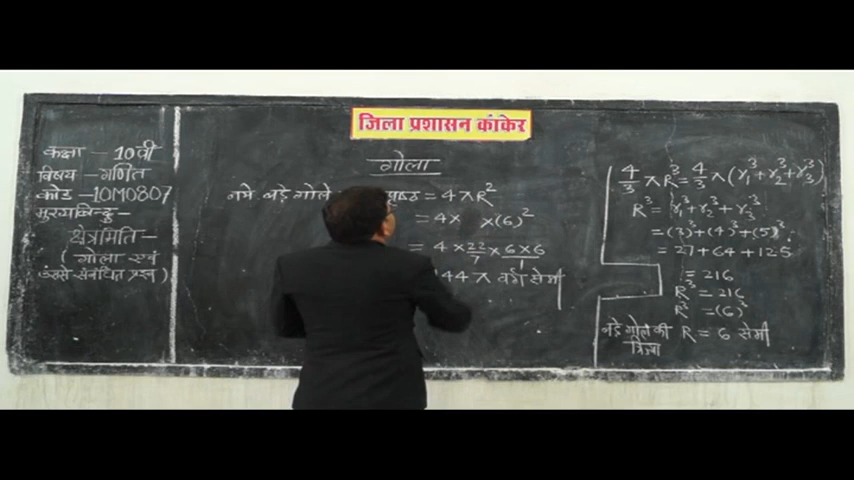 जिला प्रशासन कांकेर
कक्षा – 10वी
विषय – गणित
कोड – 10M0807
मुख्यबिन्दु –
क्षेत्रमिति –
( गोला एवं
उससे संबंधित प्रश्न )
गोला
नये बड़े गोले पृष्ठ = 4πR²
= 4× ×(6)²
= 4 × 22/7 × 6×6/1
44 π वर्ग सेमी
4/3 πR³ = 4/3 π(r₁³+r₂³+r₃³)
R³ = r₁³+r₂³+r₃³
= (3)³+(4)³+(5)³
= 27+64+125
= 216
R³ = 216
R³ = (6)³
बड़े गोले की त्रिज्या R = 6 सेमी